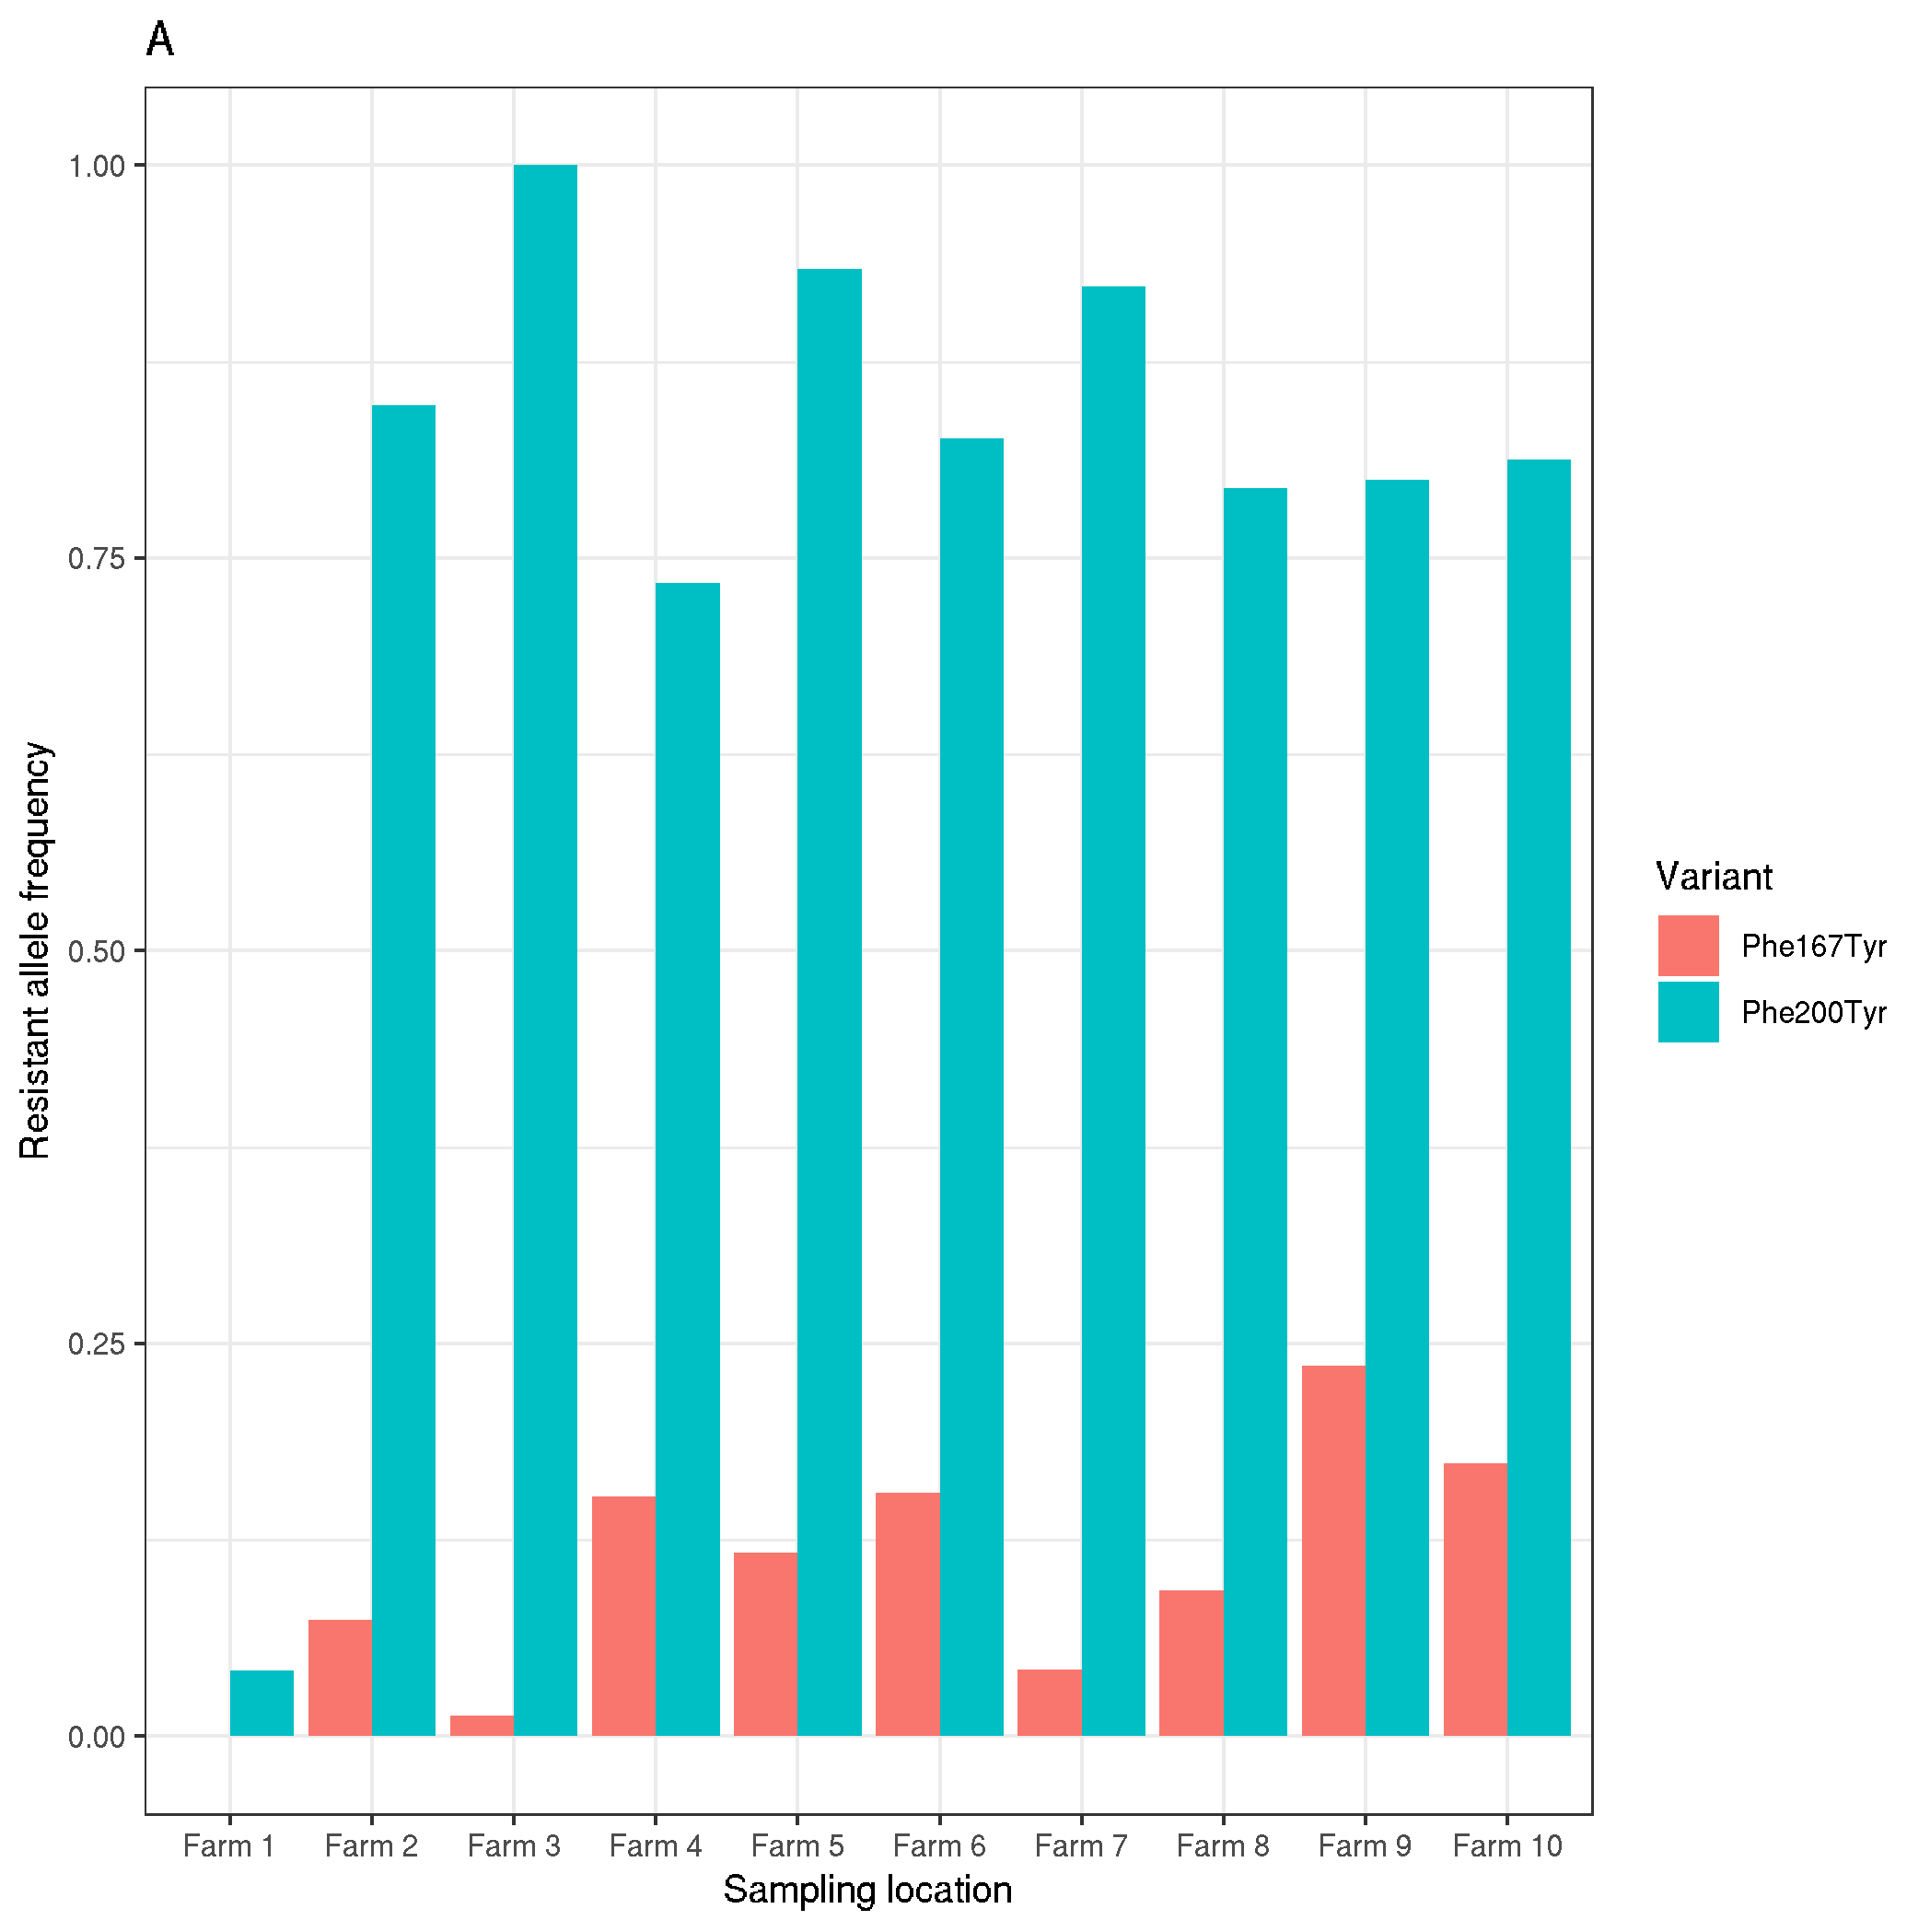 A
Resistant allele frequency
1.00
0.75
0.50
0.25
0.00
Farm 1 Farm 2 Farm 3 Farm 4 Farm 5 Farm 6 Farm 7 Farm 8 Farm 9 Farm 10
Sampling location
Variant
Phe167Tyr
Phe200Tyr